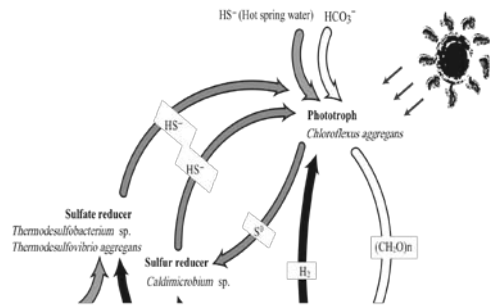 HS⁻ (Hot spring water) HCO₃⁻
Phototroph
Chloroflexus aggregans
HS⁻
HS⁻
Sulfate reducer
Thermodesulfobacterium sp.
Thermodesulfovibrio aggregans
S⁰
(CH₂O)n
Sulfur reducer
H₂
Caldimicrobium sp.